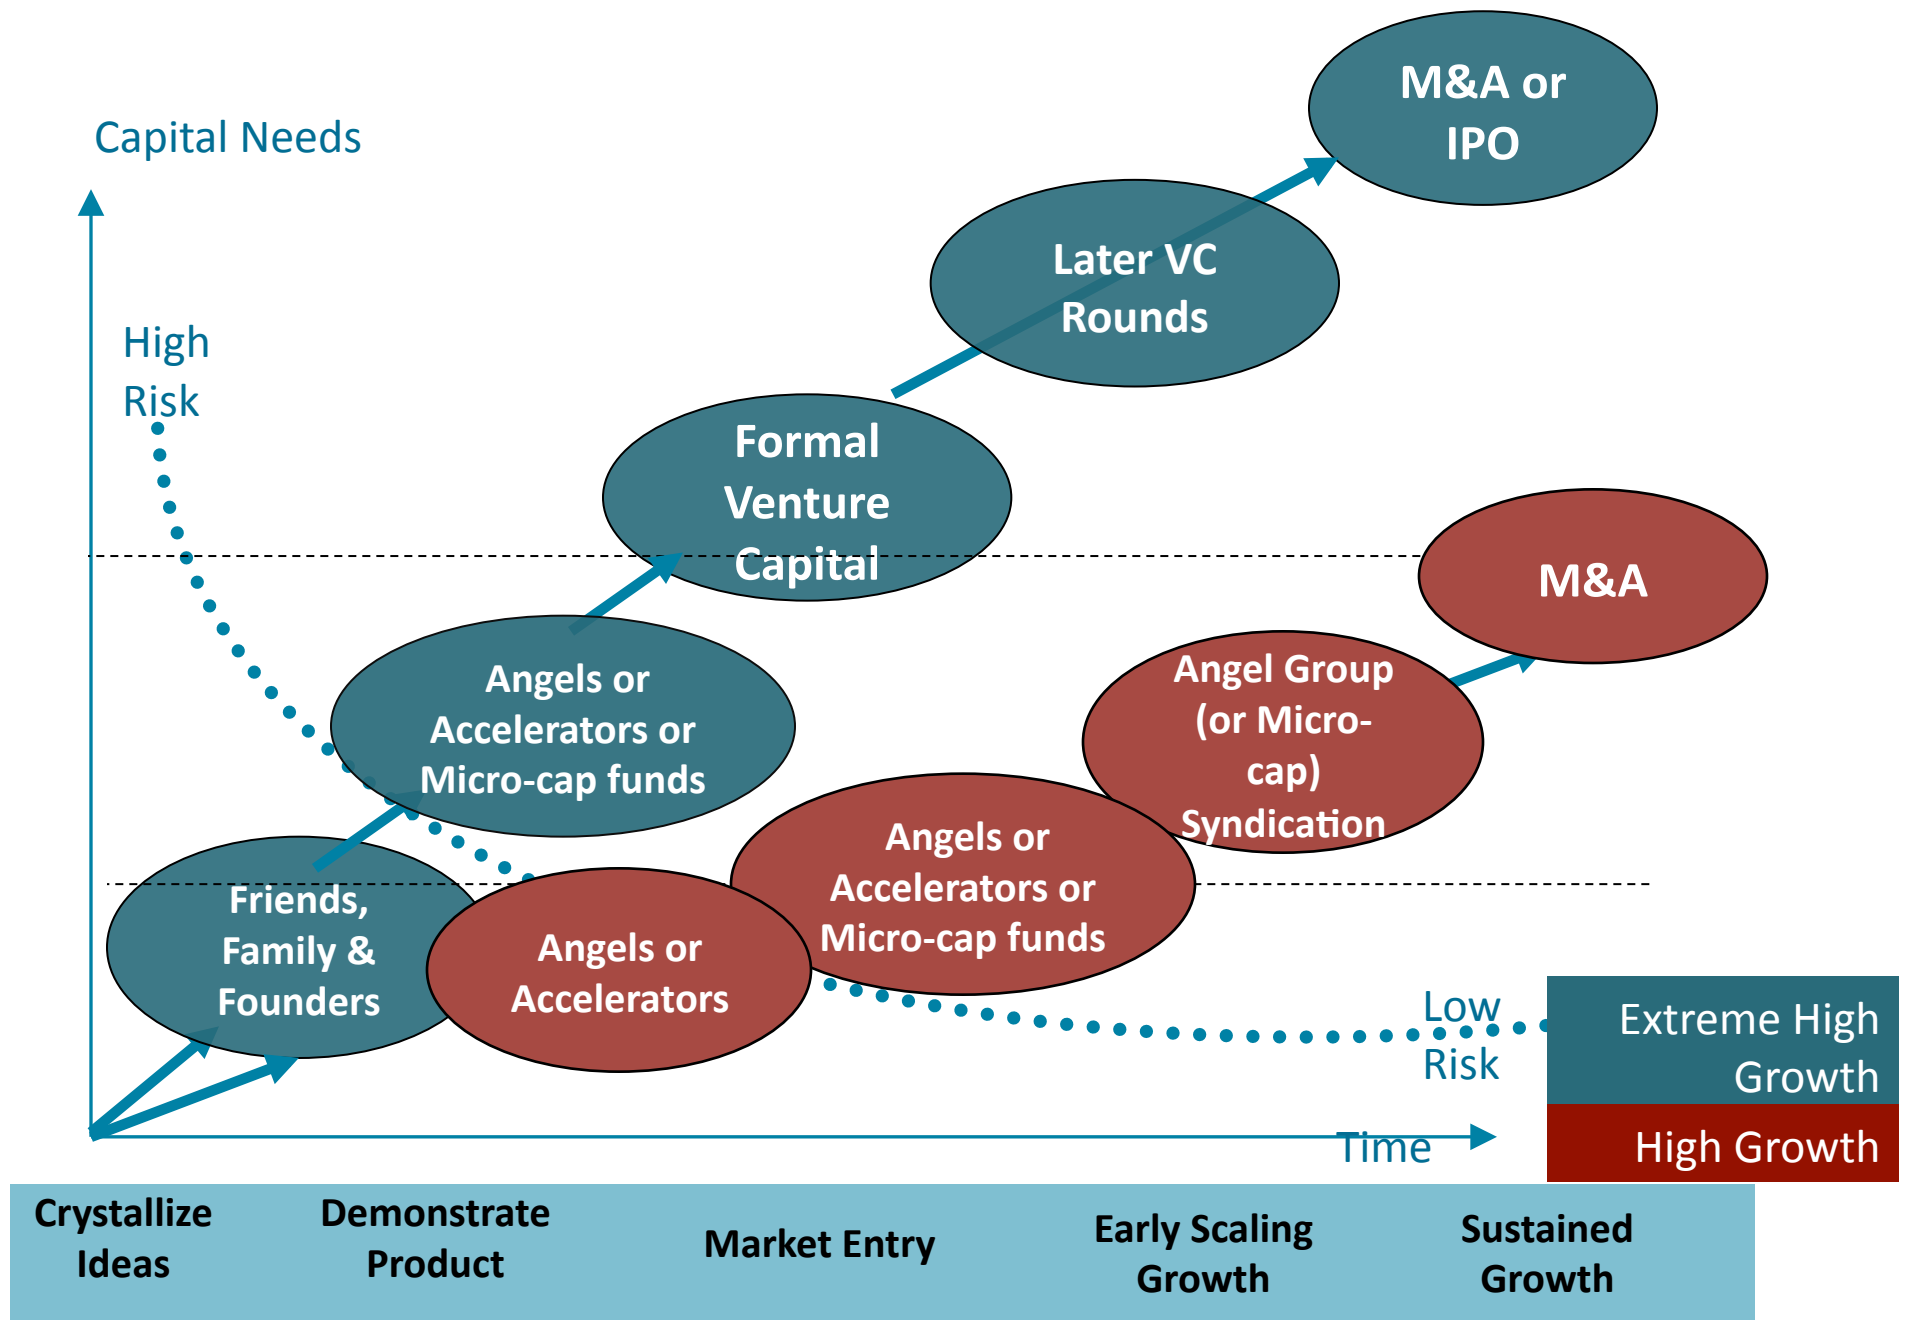 M&A or
IPO
Capital Needs
Later VC
Rounds
High
Risk
Formal
Venture
Capital
M&A
Angel Group
(or Micro-
cap)
Syndication
Angels or
Accelerators or
Micro-cap funds
Angels or
Accelerators or
Micro-cap funds
Friends,
Family &
Founders
Angels or
Accelerators
Low
Risk
Extreme High
Growth
High Growth
Time
Crystallize
Ideas
Demonstrate
Product
Market Entry
Early Scaling
Growth
Sustained
Growth